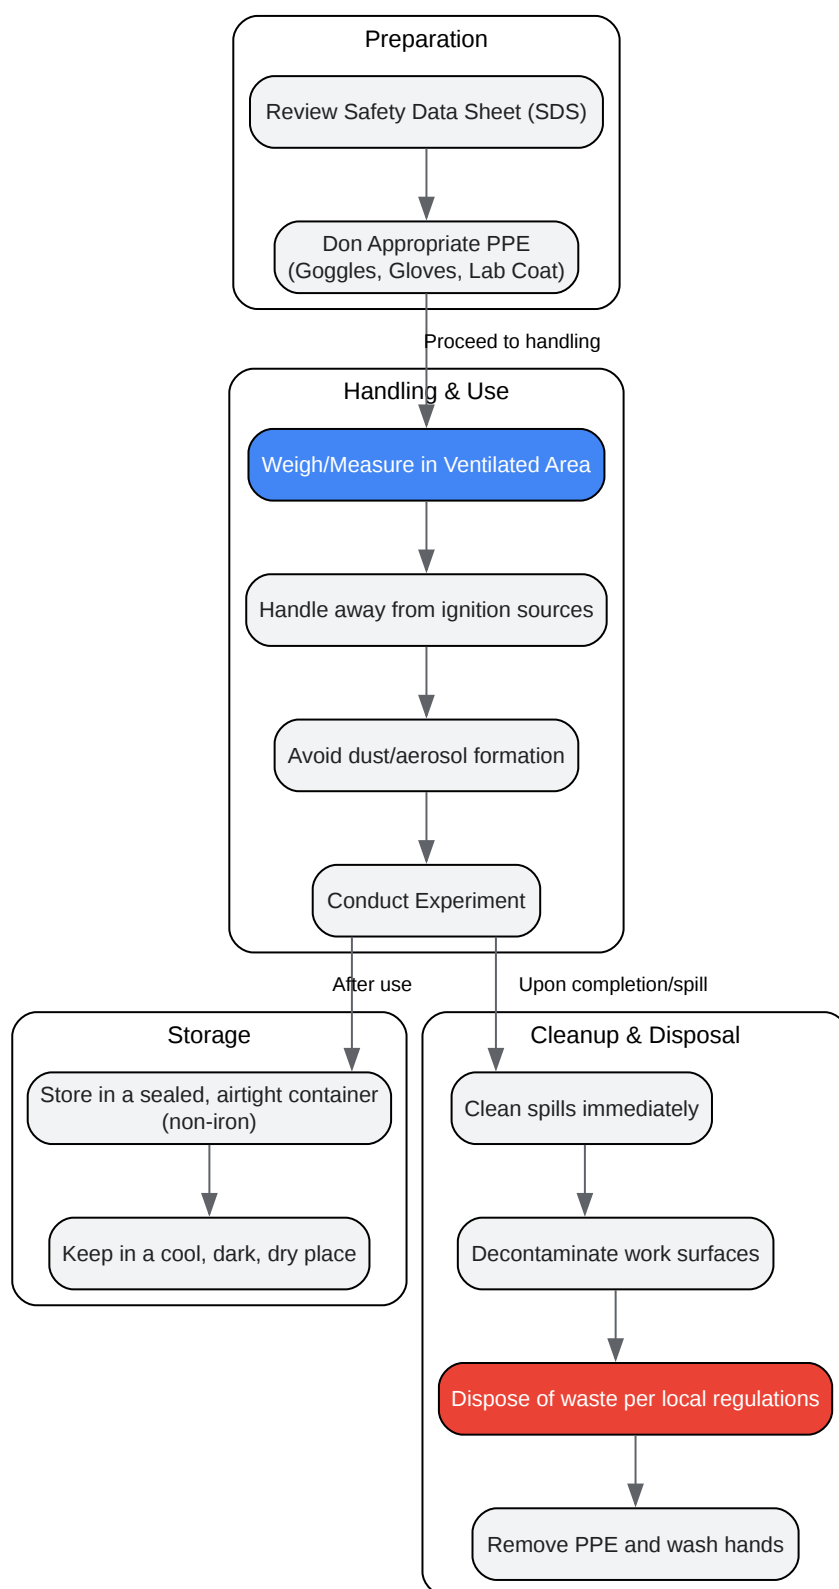 Preparation
Review Safety Data Sheet (SDS)
Don Appropriate PPE
(Goggles, Gloves, Lab Coat)
Proceed to handling
Handling & Use
Weigh/Measure in Ventilated Area
Handle away from ignition sources
Avoid dust/aerosol formation
Conduct Experiment
After use
Upon completion/spill
Storage
Store in a sealed, airtight container
(non-iron)
Keep in a cool, dark, dry place
Cleanup & Disposal
Clean spills immediately
Decontaminate work surfaces
Dispose of waste per local regulations
Remove PPE and wash hands